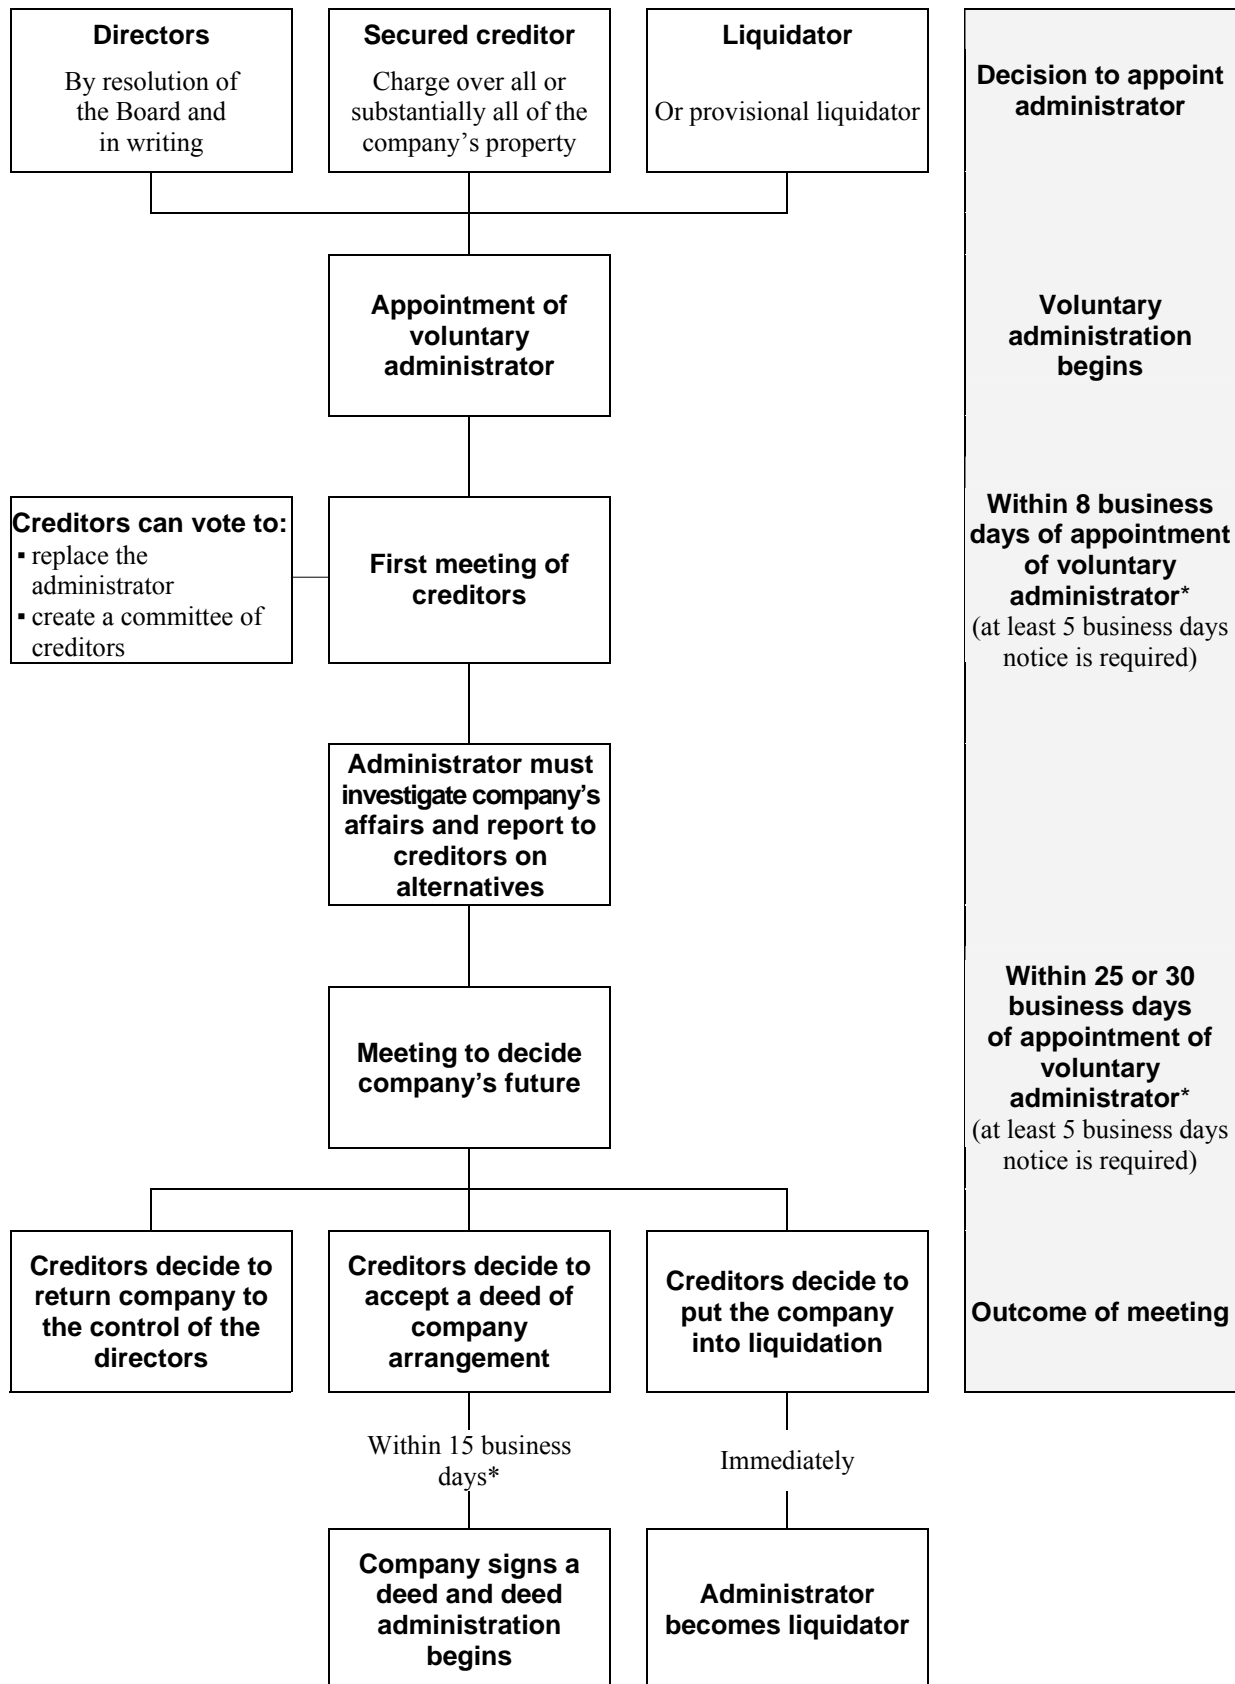 Directors
By resolution of
the Board and
in writing
Secured creditor
Charge over all or
substantially all of the
company's property
Liquidator
Or provisional liquidator
Decision to appoint
administrator
Appointment of
voluntary
administrator
Voluntary
administration
begins
Creditors can vote to:
▪ replace the
administrator
▪ create a committee of
creditors
First meeting of
creditors
Within 8 business
days of appointment
of voluntary
administrator*
(at least 5 business days
notice is required)
Administrator must
investigate company's
affairs and report to
creditors on
alternatives
Meeting to decide
company's future
Within 25 or 30
business days
of appointment of
voluntary
administrator*
(at least 5 business days
notice is required)
Creditors decide to
return company to
the control of the
directors
Creditors decide to
accept a deed of
company
arrangement
Creditors decide to
put the company
into liquidation
Outcome of meeting
Within 15 business
days*
Immediately
Company signs a
deed and deed
administration
begins
Administrator
becomes liquidator